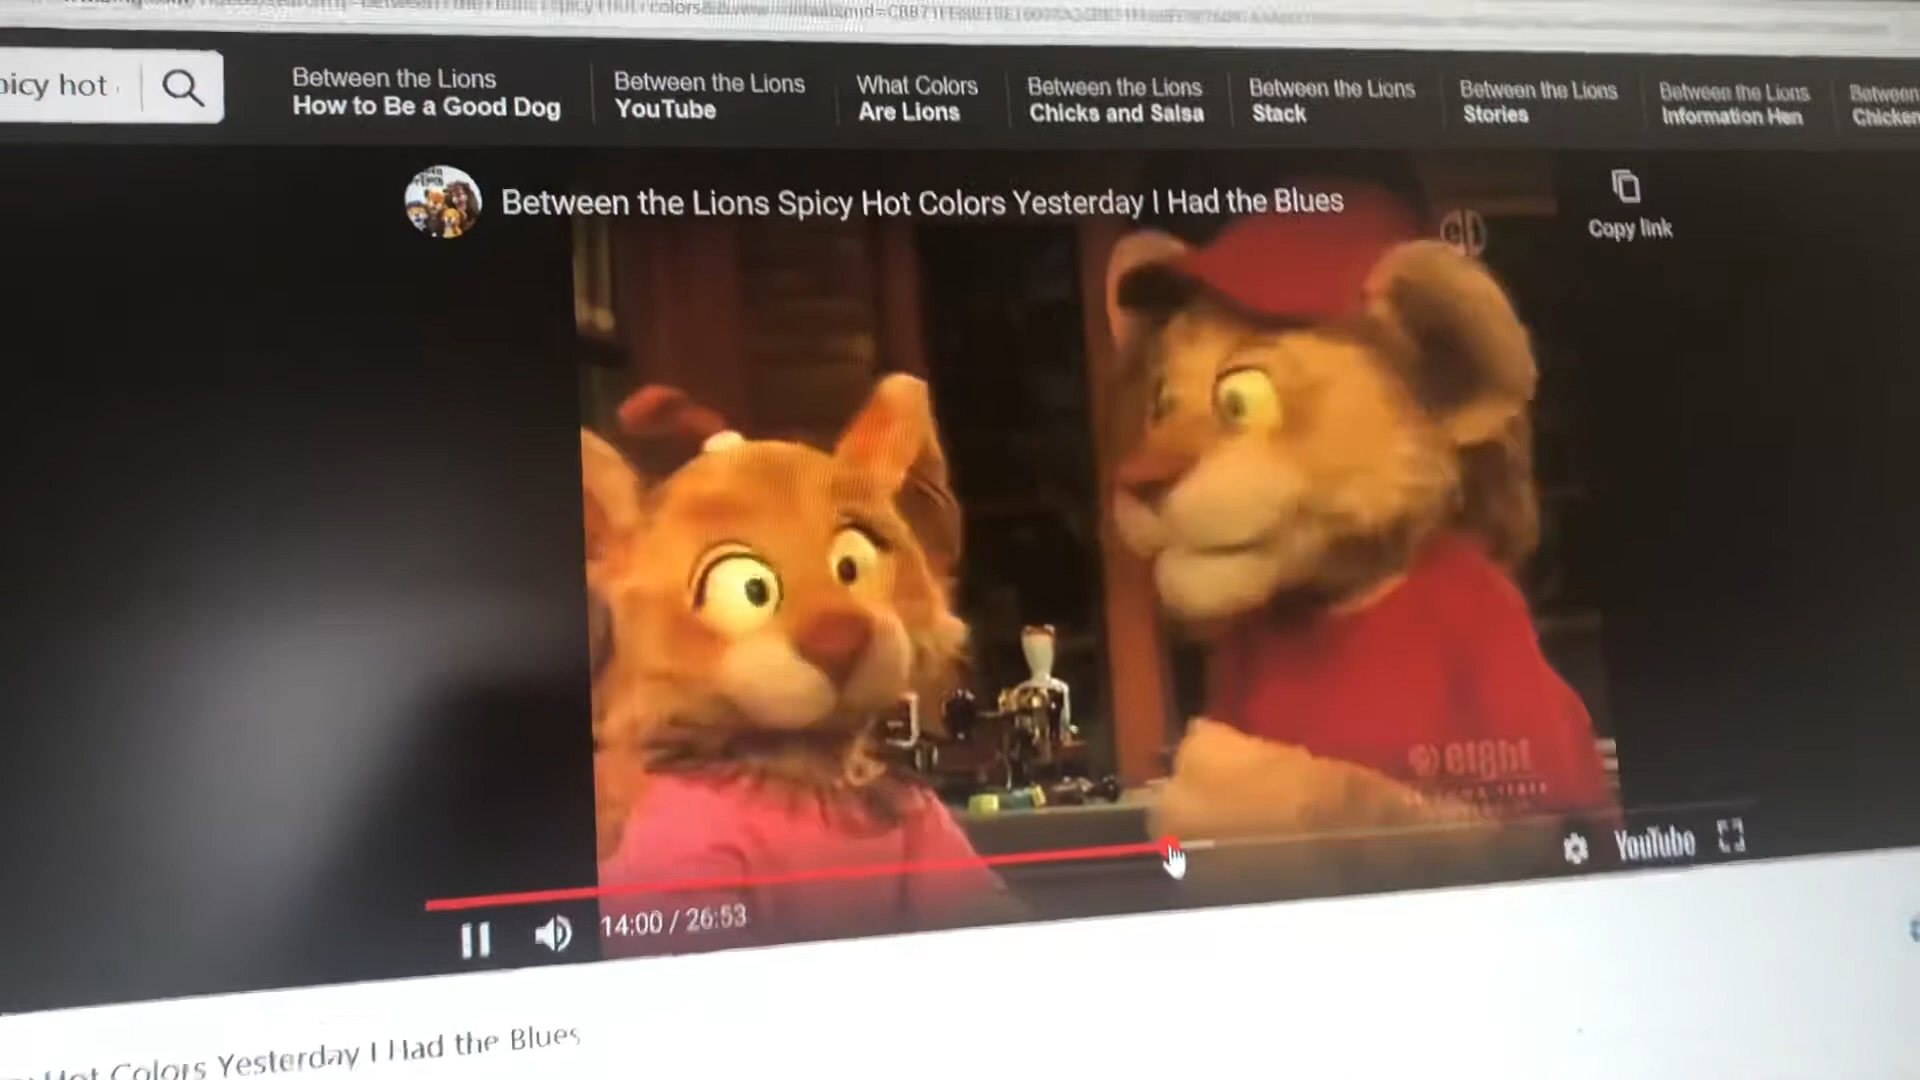 picy hot
Between the Lions
How to Be a Good Dog
Between the Lions
YouTube
What Colors
Are Lions
Between the Lions
Chicks and Salsa
Between the Lions
Stack
Between the Lions
Stories
Between the Lions
Information Hen
Between
Chicken
Between the Lions Spicy Hot Colors Yesterday I Had the Blues
Copy link
eight
YouTube
14:00 / 26:53
Hot Colors Yesterday I Had the Blues